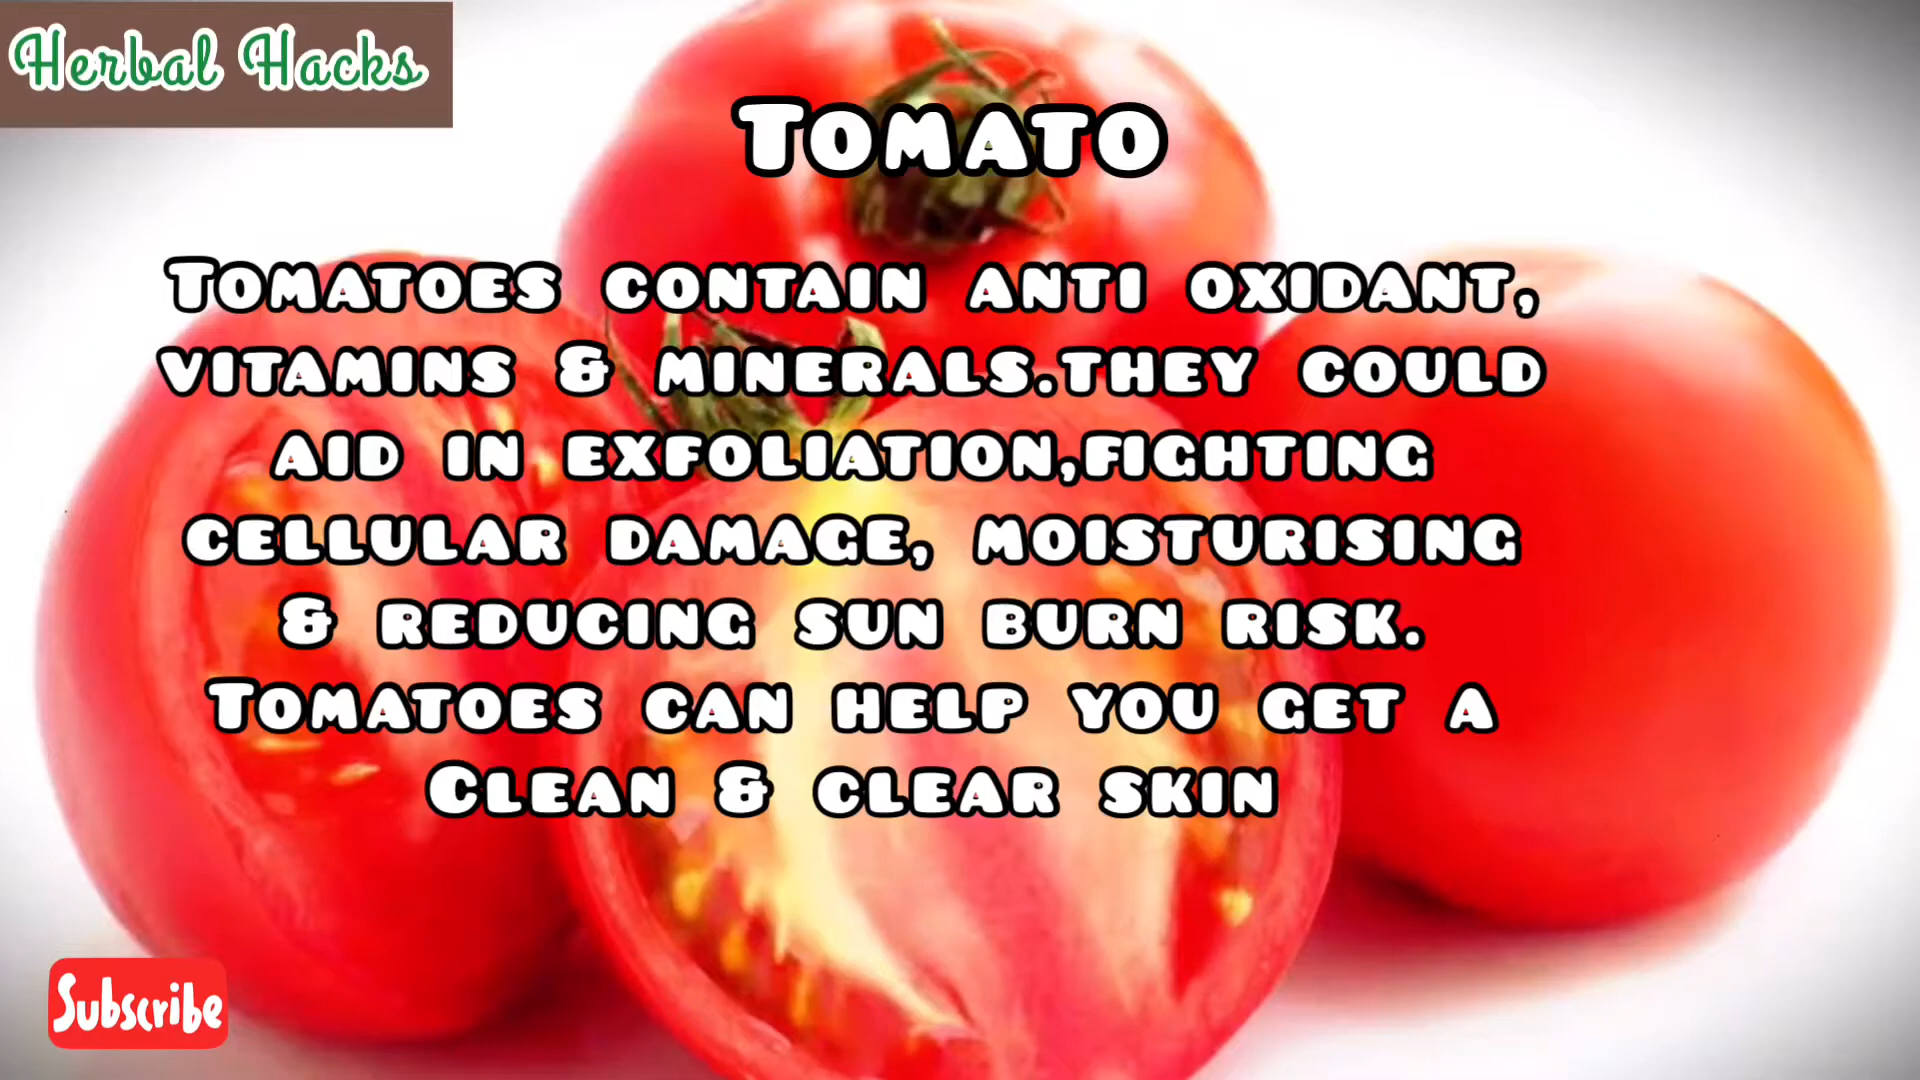 Herbal Hacks
Tomato
Tomatoes contain anti oxidant,
vitamins & minerals.they could
aid in exfoliation,fighting
cellular damage, moisturising
& reducing sun burn risk.
Tomatoes can help you get a
Clean & clear skin
Subscribe